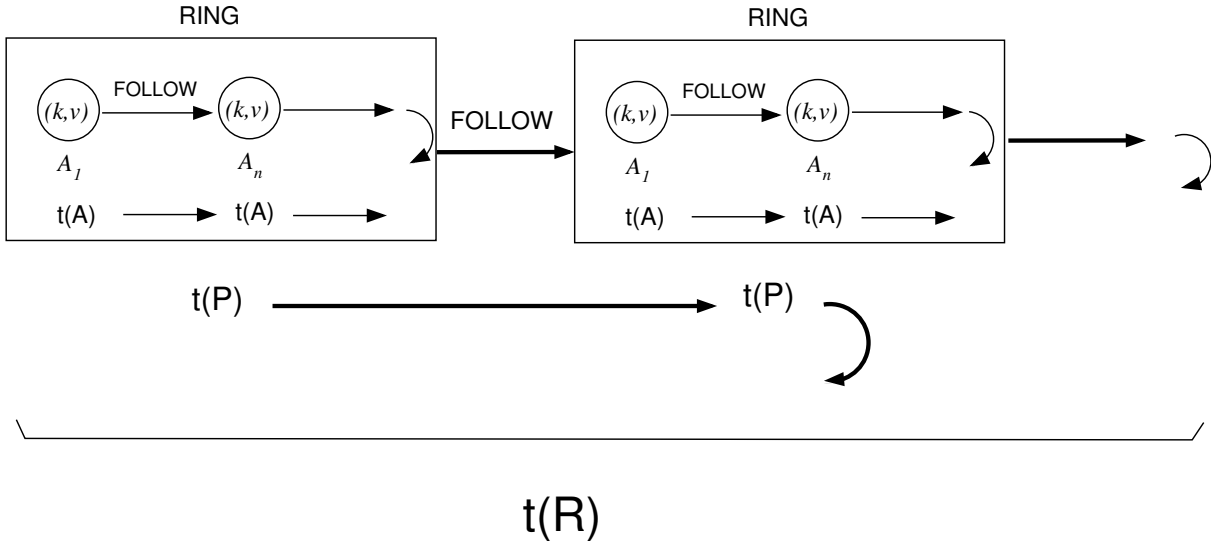 RING RING
FOLLOW FOLLOW
(k,v) (k,v) FOLLOW (k,v) (k,v)
A1 An A1 An
t(A) t(A) t(A) t(A)
t(P) t(P)
t(R)